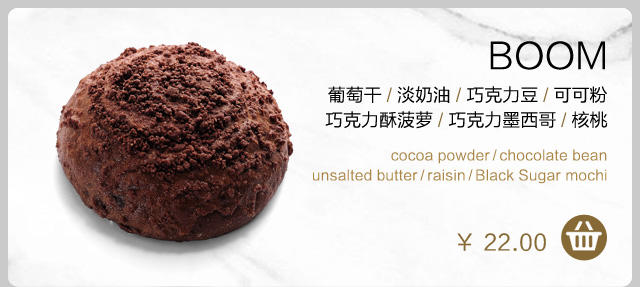 BOOM
葡萄干 / 淡奶油 / 巧克力豆 / 可可粉
巧克力酥菠萝 / 巧克力墨西哥 / 核桃
cocoa powder / chocolate bean
unsalted butter / raisin / Black Sugar mochi
¥ 22.00